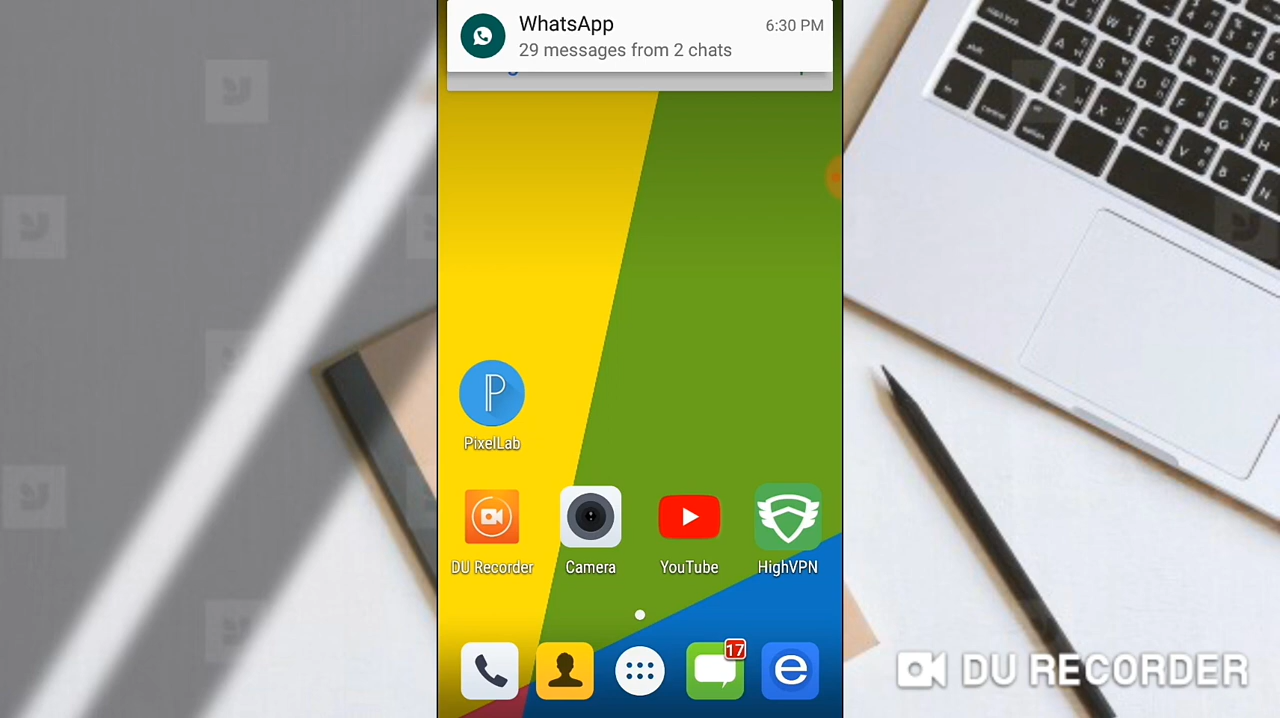 WhatsApp
6:30 PM
29 messages from 2 chats
PixelLab
DU Recorder
Camera
YouTube
HighVPN
17
DU RECORDER